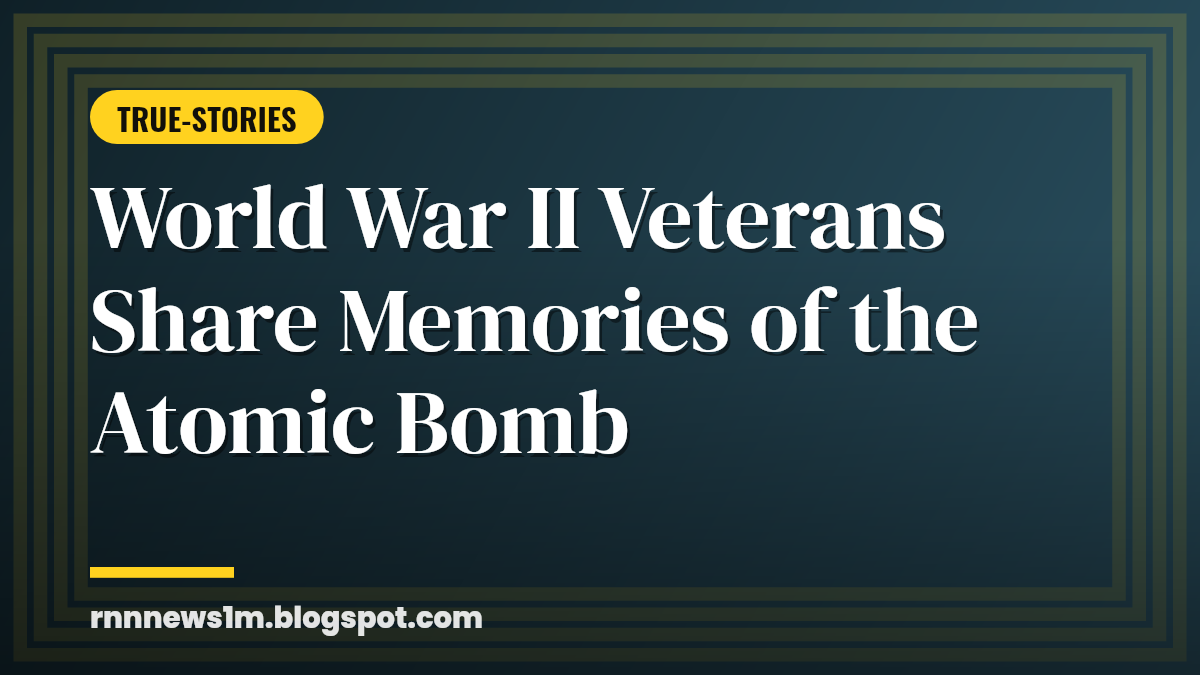 TRUE-STORIES
World War II Veterans
Share Memories of the
Atomic Bomb
rnnnews1m.blogspot.com